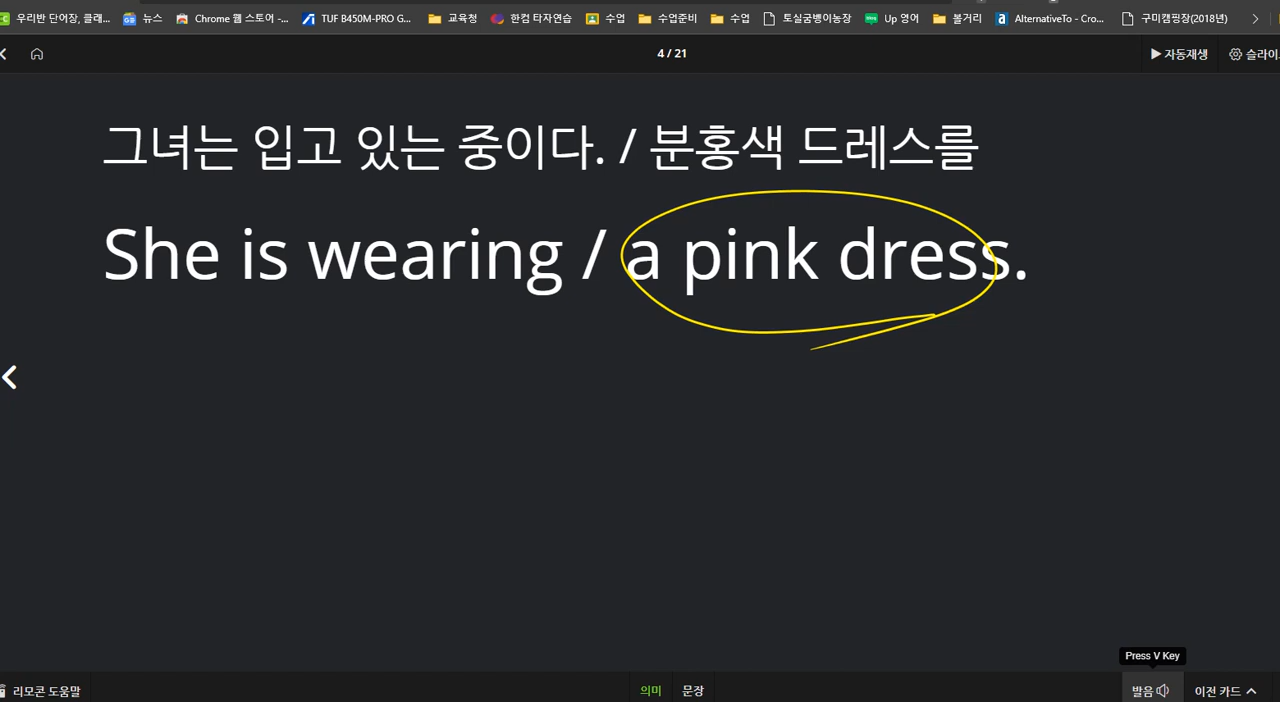 우리반 단어장, 클래... 뉴스 Chrome 웹 스토어 -... TUF B450M-PRO G... 교육청 한컴 타자연습 수업 수업준비 수업 토실굼벵이농장 Up 영어 볼거리 AlternativeTo - Cro... 구미캠핑장(2018년)
4 / 21 자동재생 슬라이
그녀는 입고 있는 중이다. / 분홍색 드레스를
She is wearing / a pink dress.
Press V Key
리모콘 도움말 의미 문장 발음 이전 카드